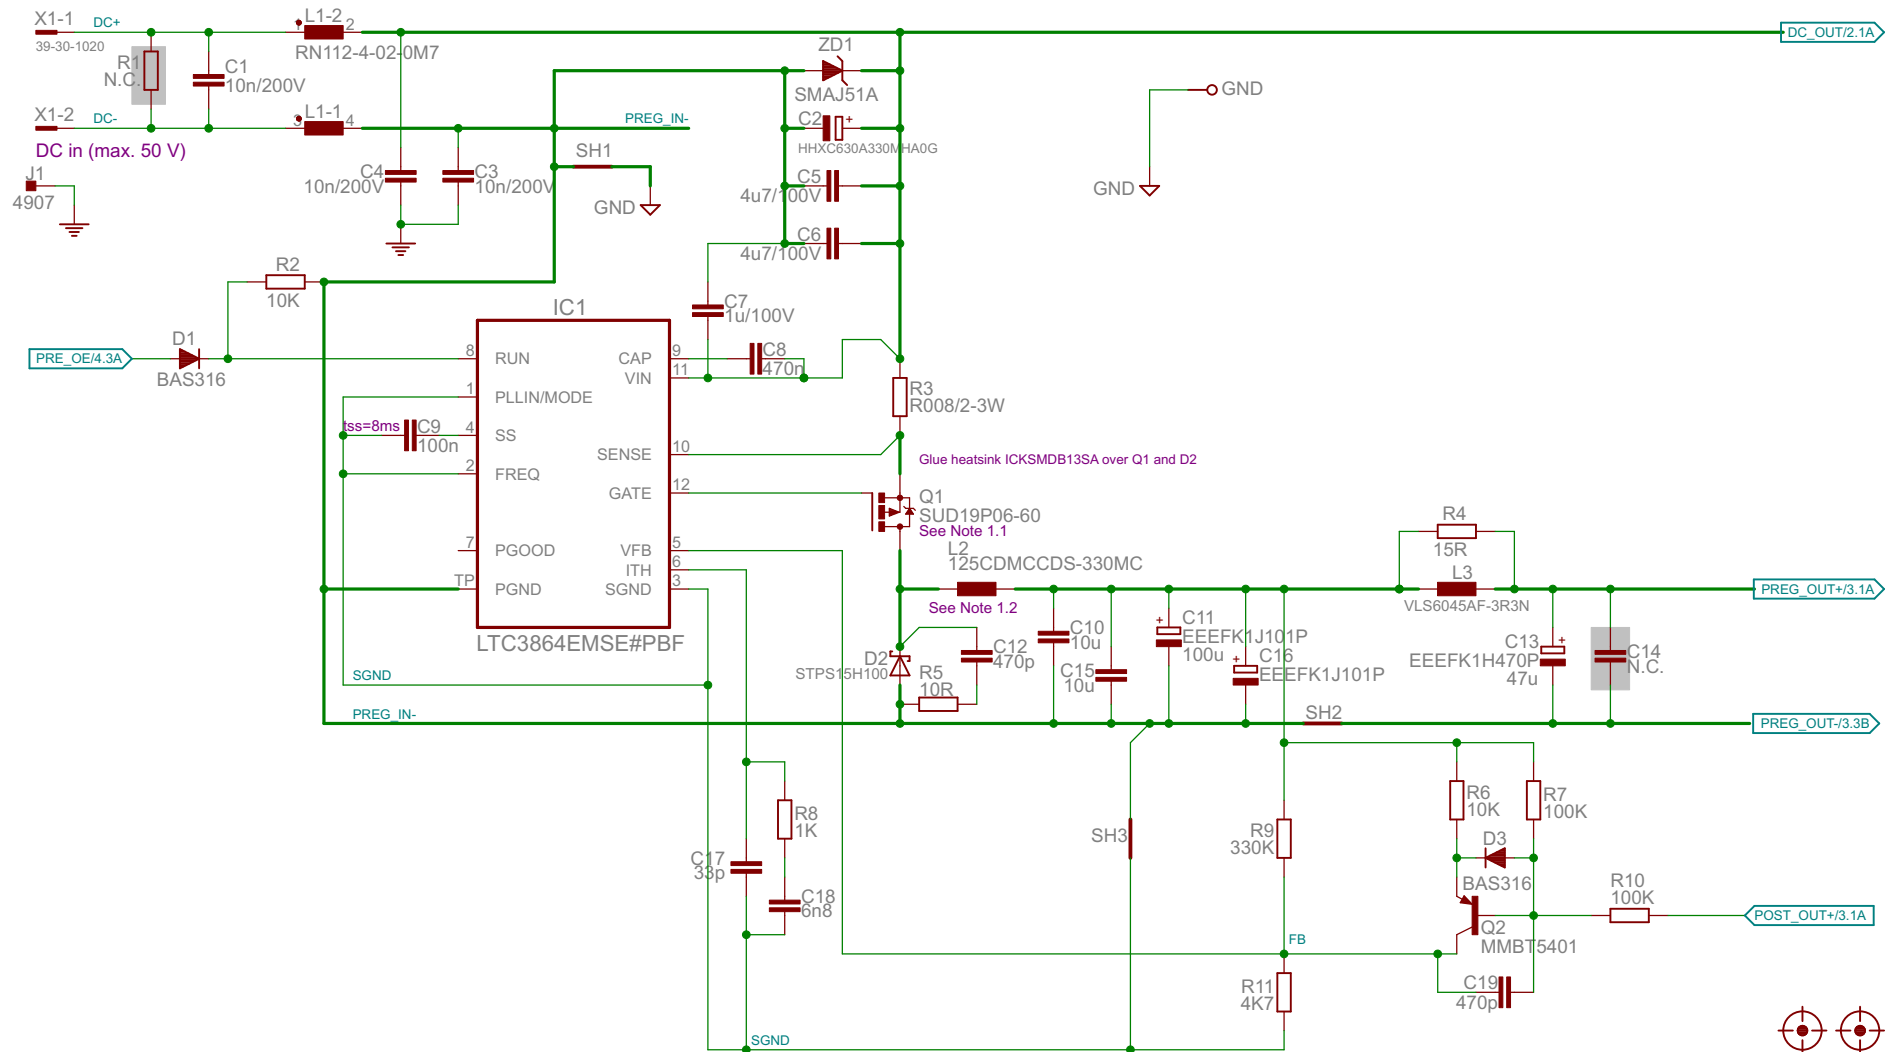 X1-1
DC+
39-30-1020
R1
N.C.
C1
10n/200V
1
L1-2
2
RN112-4-02-0M7
X1-2
DC-
3
L1-1
4
DC in (max. 50 V)
J1
4907
C4
10n/200V
C3
10n/200V
PREG_IN-
SH1
GND
ZD1
SMAJ51A
C2
+
HHXC630A330MHA0G
C5
4u7/100V
C6
4u7/100V
C7
1u/100V
C8
470n
GND
GND
DC_OUT/2.1A
R2
10K
D1
BAS316
PRE_OE/4.3A
IC1
8
RUN
1
PLLIN/MODE
4
SS
2
FREQ
7
PGOOD
TP
PGND
CAP
9
VIN
11
SENSE
10
GATE
12
VFB
5
ITH
6
SGND
3
LTC3864EMSE#PBF
tss=8ms
C9
100n
R3
R008/2-3W
Glue heatsink ICKSMDB13SA over Q1 and D2
Q1
SUD19P06-60
See Note 1.1
L2
125CDMCCDS-330MC
See Note 1.2
D2
STPS15H100
R5
10R
C12
470p
C10
10u
C15
10u
C11
+
EEEFK1J101P
100u
C16
+
EEEFK1J101P
R4
15R
L3
VLS6045AF-3R3N
C13
+
EEEFK1H470P
47u
C14
N.C.
PREG_OUT+/3.1A
SGND
PREG_IN-
SH2
PREG_OUT-/3.3B
R8
1K
C17
33p
C18
6n8
SH3
R9
330K
R6
10K
R7
100K
D3
BAS316
R10
100K
POST_OUT+/3.1A
Q2
MMBT5401
FB
R11
4K7
C19
470p
SGND